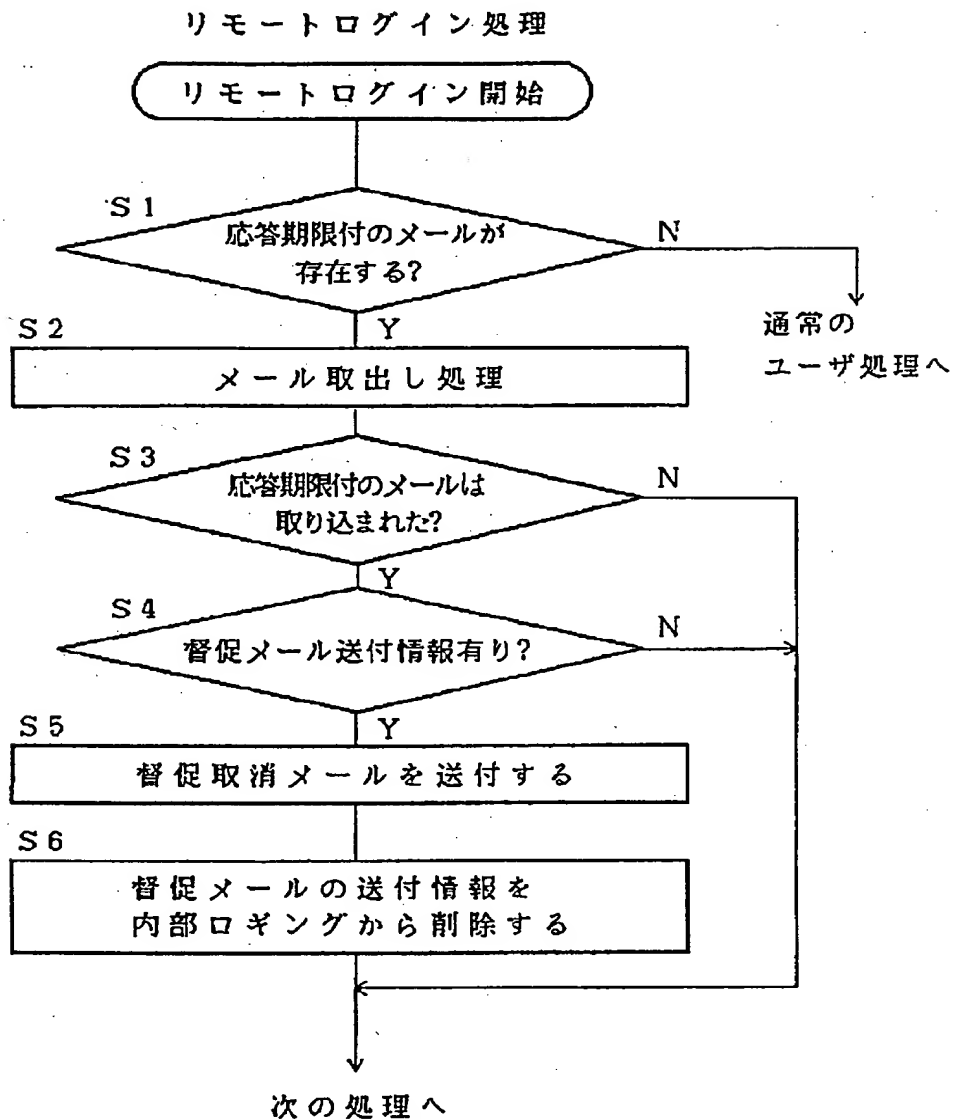 リモートログイン処理
リモートログイン開始
S1
応答期限付のメールが
存在する?
N
Y
通常の
ユーザ処理へ
S2
メール取出し処理
S3
応答期限付のメールは
取り込まれた?
N
Y
S4
督促メール送付情報有り?
N
Y
S5
督促取消メールを送付する
S6
督促メールの送付情報を
内部ロギングから削除する
次の処理へ